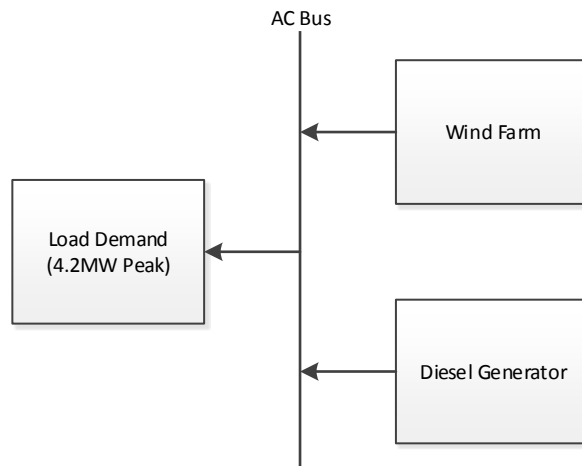 AC Bus
Wind Farm
Load Demand
(4.2MW Peak)
Diesel Generator